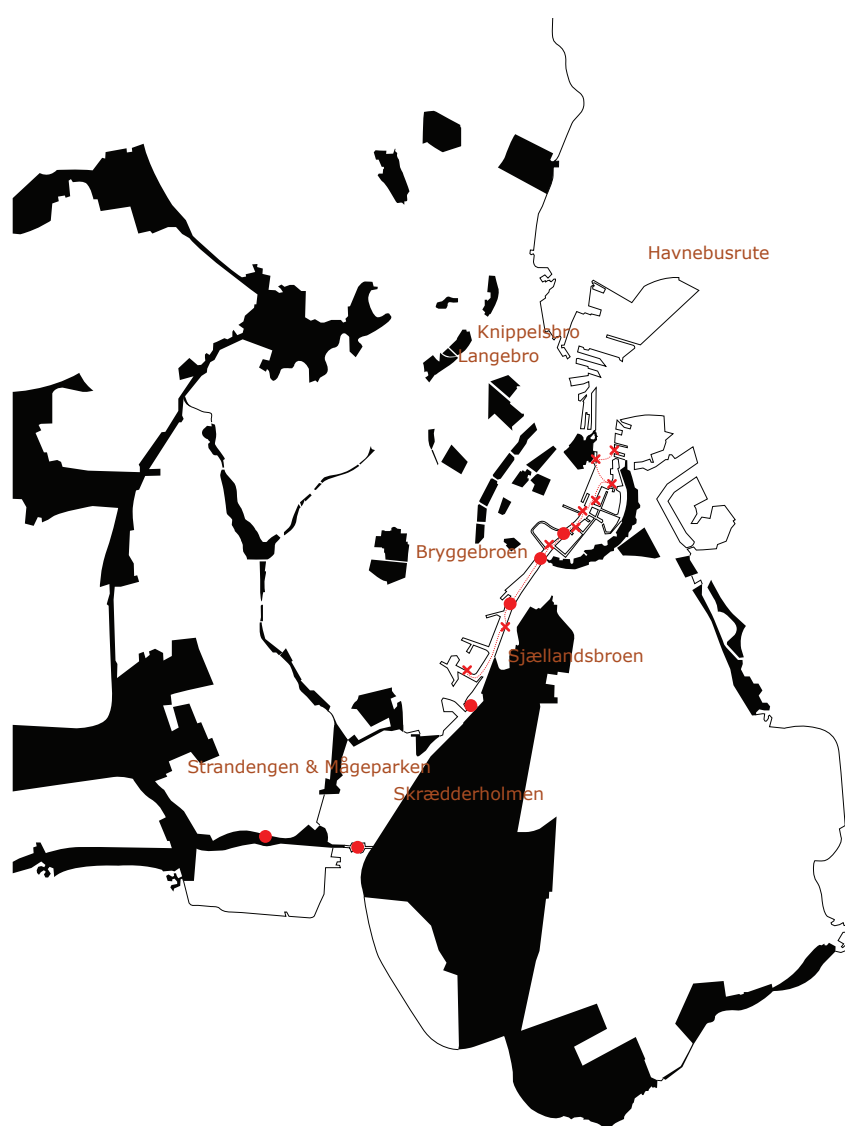 Havnebusrute
Knippelsbro
Langebro
Bryggebroen
Sjællandsbroen
Strandengen & Mågeparken
Skrædderholmen